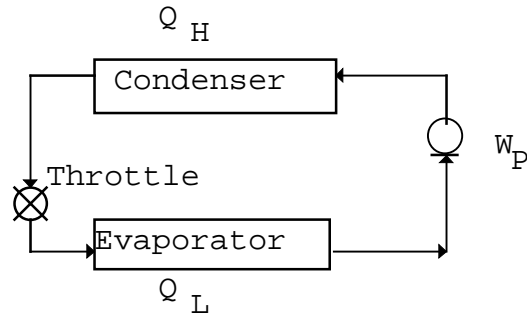 Q H
Condenser
W P
Throttle
Evaporator
Q L